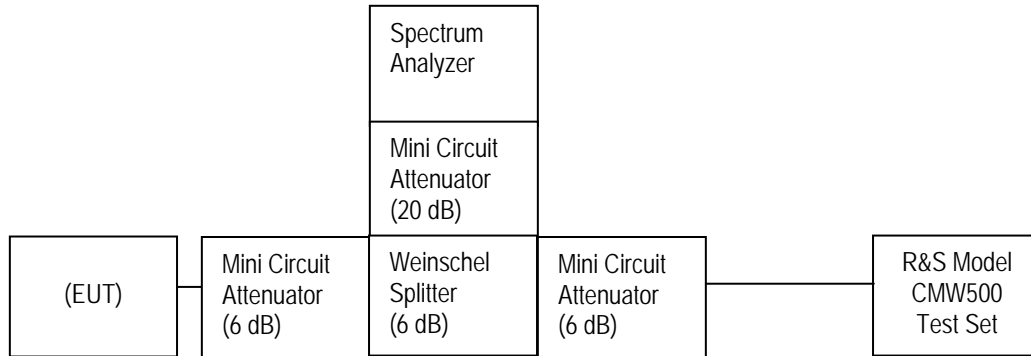 Spectrum
Analyzer
Mini Circuit
Attenuator
(20 dB)
(EUT)
Mini Circuit
Attenuator
(6 dB)
Weinschel
Splitter
(6 dB)
Mini Circuit
Attenuator
(6 dB)
R&S Model
CMW500
Test Set